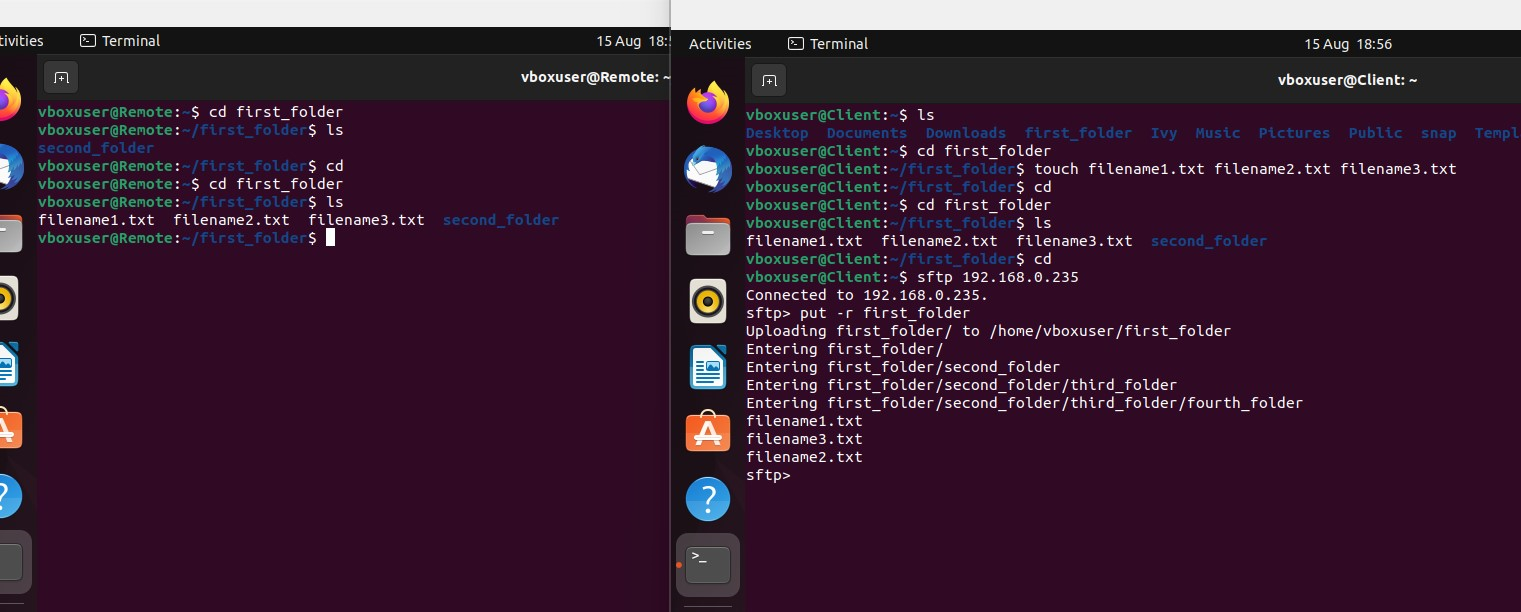 tivities Terminal 15 Aug 18:
vboxuser@Remote: ~
vboxuser@Remote:~$ cd first_folder
vboxuser@Remote:~/first_folder$ ls
second_folder
vboxuser@Remote:~/first_folder$ cd
vboxuser@Remote:~$ cd first_folder
vboxuser@Remote:~/first_folder$ ls
filename1.txt filename2.txt filename3.txt second_folder
vboxuser@Remote:~/first_folder$
Activities Terminal 15 Aug 18:56
vboxuser@Client: ~
vboxuser@Client:~$ ls
Desktop Documents Downloads first_folder Ivy Music Pictures Public snap Templ
vboxuser@Client:~$ cd first_folder
vboxuser@Client:~/first_folder$ touch filename1.txt filename2.txt filename3.txt
vboxuser@Client:~/first_folder$ cd
vboxuser@Client:~$ cd first_folder
vboxuser@Client:~/first_folder$ ls
filename1.txt filename2.txt filename3.txt second_folder
vboxuser@Client:~/first_folder$ cd
vboxuser@Client:~$ sftp 192.168.0.235
Connected to 192.168.0.235.
sftp> put -r first_folder
Uploading first_folder/ to /home/vboxuser/first_folder
Entering first_folder/
Entering first_folder/second_folder
Entering first_folder/second_folder/third_folder
Entering first_folder/second_folder/third_folder/fourth_folder
filename1.txt
filename3.txt
filename2.txt
sftp>